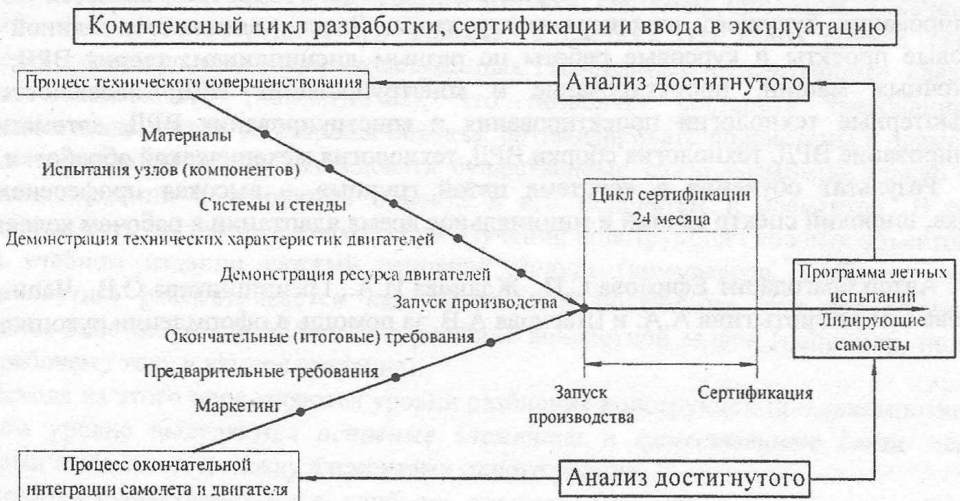 Комплексный цикл разработки, сертификации и ввода в эксплуатацию
Процесс технического совершенствования
Анализ достигнутого
Материалы
Испытания узлов (компонентов)
Системы и стенды
Демонстрация технических характеристик двигателей
Демонстрация ресурса двигателей
Запуск производства
Окончательные (итоговые) требования
Предварительные требования
Маркетинг
Процесс окончательной
интеграции самолета и двигателя
Цикл сертификации
24 месяца
Запуск
производства
Сертификация
Программа летных
испытаний
Лидирующие
самолеты
Анализ достигнутого